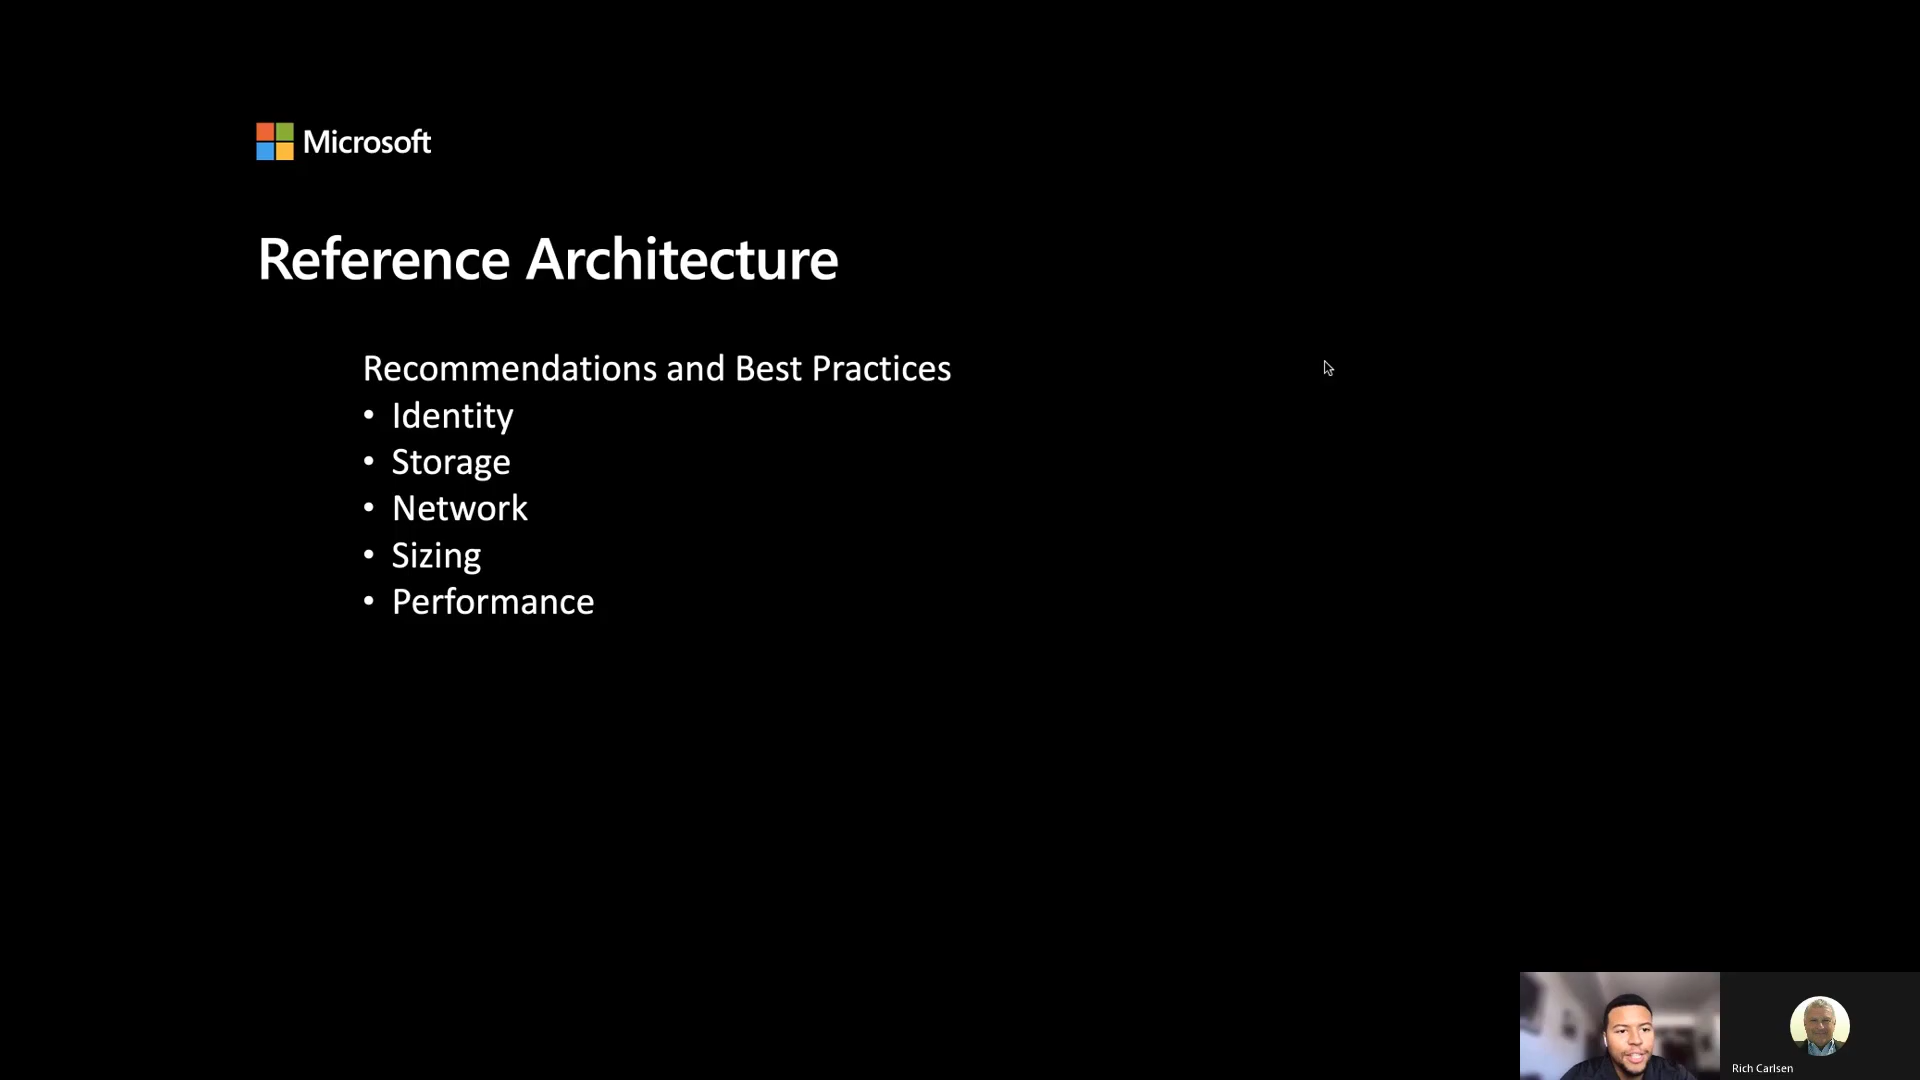 Microsoft
Reference Architecture
Recommendations and Best Practices
• Identity
• Storage
• Network
• Sizing
• Performance
Rich Carlsen